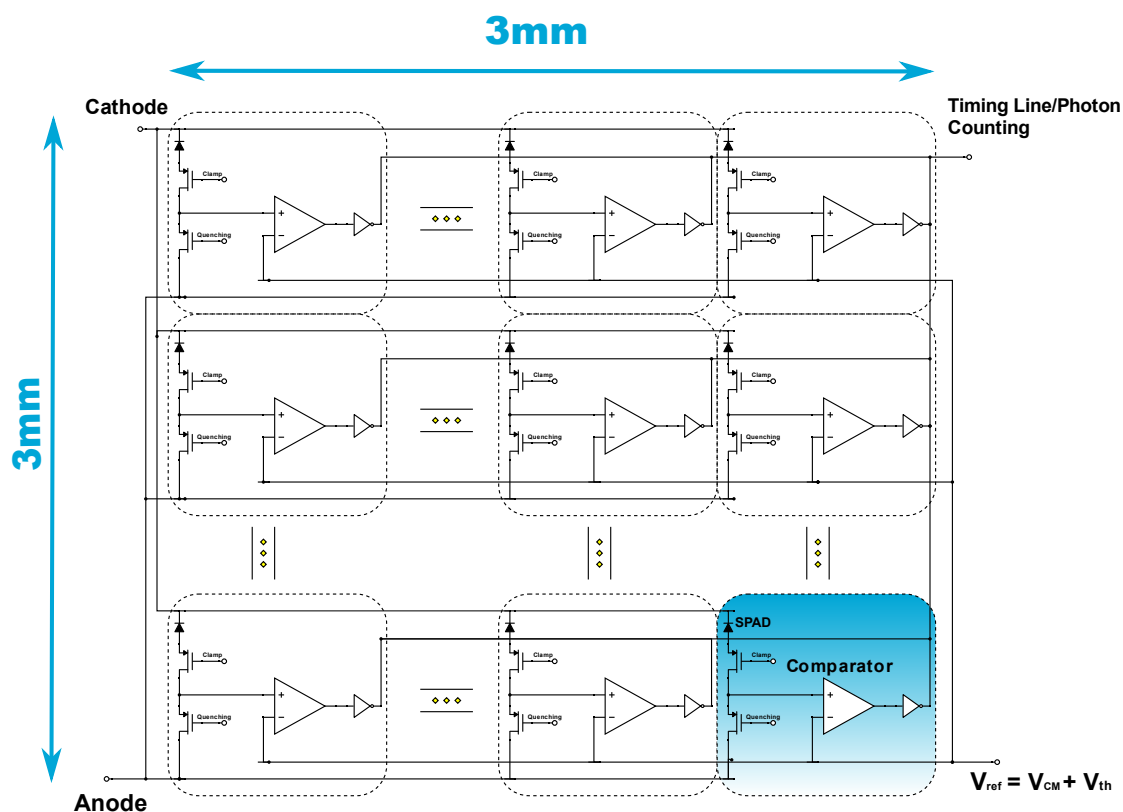 3mm
Cathode
Timing Line/Photon
Counting
3mm
Clamp
Clamp
Clamp
+
+
+
Quenching
Quenching
Quenching
−
−
−
Clamp
Clamp
Clamp
+
+
+
Quenching
Quenching
Quenching
−
−
−
SPAD
Clamp
Clamp
Clamp
Comparator
+
+
+
Quenching
Quenching
Quenching
−
−
−
Anode
Vref = VCM + Vth